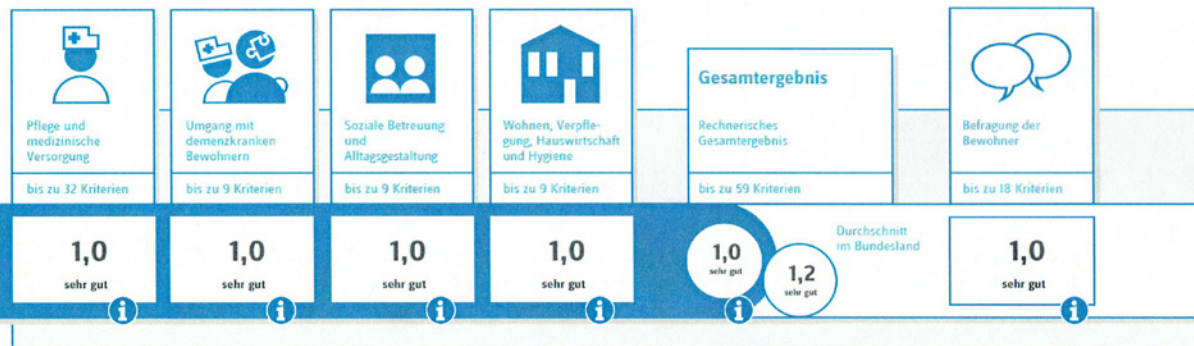 Pflege und
medizinische
Versorgung
bis zu 32 Kriterien
1,0
sehr gut
Umgang mit
demenzkranken
Bewohnern
bis zu 9 Kriterien
1,0
sehr gut
Soziale Betreuung
und
Alltagsgestaltung
bis zu 9 Kriterien
1,0
sehr gut
Wohnen, Verpfle-
gung, Hauswirtschaft
und Hygiene
bis zu 9 Kriterien
1,0
sehr gut
Gesamtergebnis
Rechnerisches
Gesamtergebnis
bis zu 59 Kriterien
1,0
sehr gut
1,2
sehr gut
Durchschnitt
im Bundesland
Befragung der
Bewohner
bis zu 18 Kriterien
1,0
sehr gut